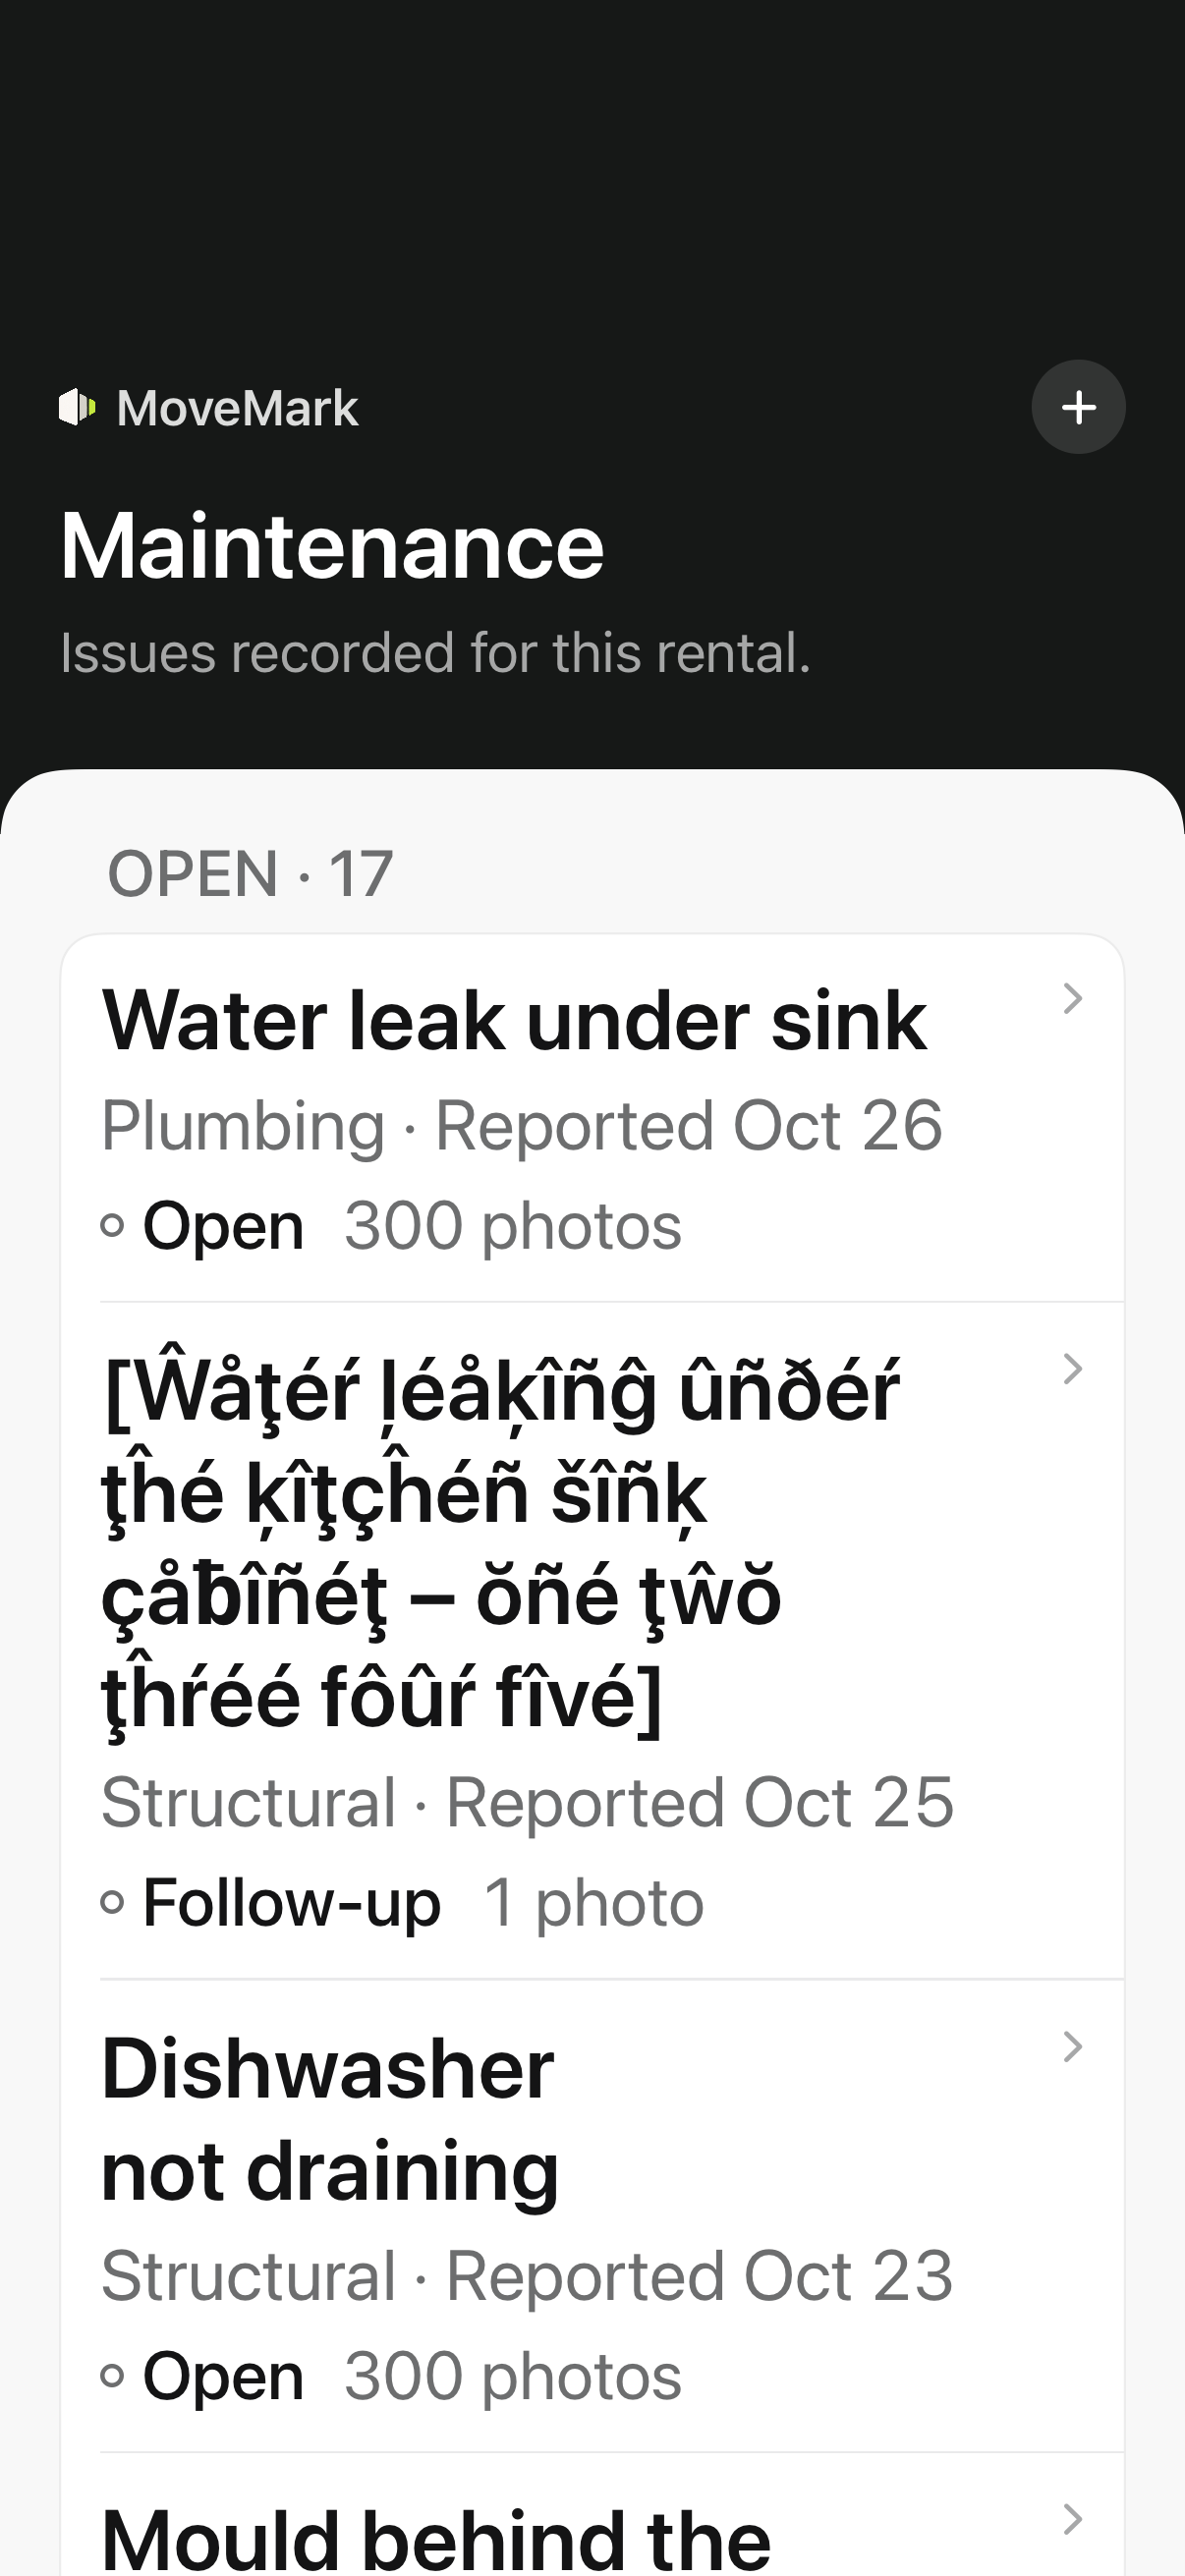 MoveMark
Maintenance
Issues recorded for this rental.
OPEN · 17
Water leak under sink
Plumbing · Reported Oct 26
Open 300 photos
[Ŵåţéŕ ļéåķîñĝ ûñðéŕ
ţĥé ķîţçĥéñ šîñķ
çåƀîñéţ – ŏñé ţŵŏ
ţĥŕéé fôûŕ fîvé]
Structural · Reported Oct 25
Follow-up 1 photo
Dishwasher
not draining
Structural · Reported Oct 23
Open 300 photos
Mould behind the